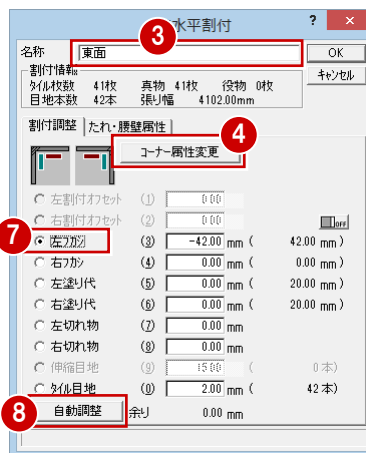 水平割付 ? ×
3
名称 東面 OK
割付情報 キャンセル
タイル枚数 41枚 真物 41枚 役物 0枚
目地本数 42本 張り幅 4102.00mm
割付調整 たれ・腰壁属性
4
コーナー属性変更
左割付オフセット (1) 0.00
右割付オフセット (2) 0.00 OFF
7
左フカシ (3) -42.00 mm ( 42.00 mm )
右フカシ (4) 0.00 mm ( 0.00 mm )
左塗り代 (5) 0.00 mm ( 20.00 mm )
右塗り代 (6) 0.00 mm ( 20.00 mm )
左切れ物 (7) 0.00 mm
右切れ物 (8) 0.00 mm
伸縮目地 (9) 15.00 ( 0 本)
タイル目地 (0) 2.00 mm ( 42 本)
8 自動調整 余り 0.00 mm